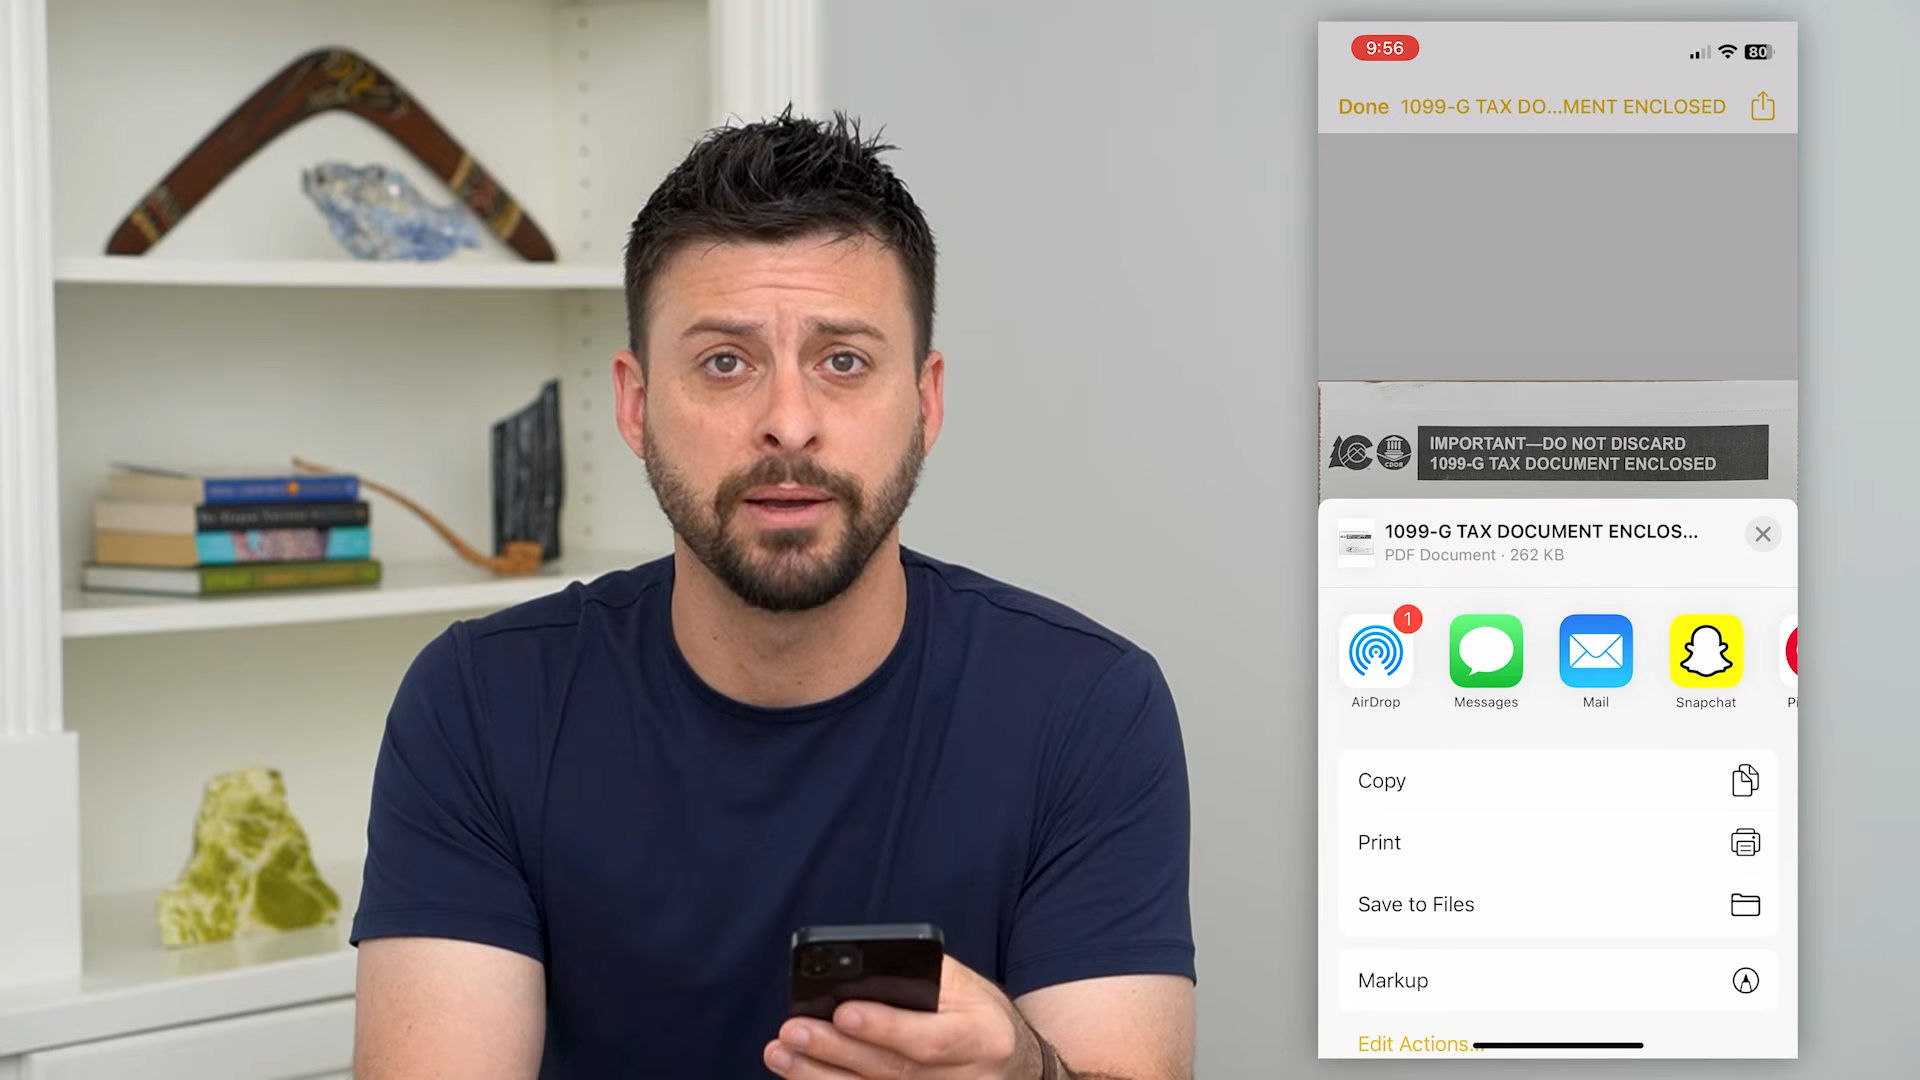 9:56
80
Done 1099-G TAX DO...MENT ENCLOSED
CDOR
IMPORTANT—DO NOT DISCARD
1099-G TAX DOCUMENT ENCLOSED
1099-G TAX DOCUMENT ENCLOS...
PDF Document · 262 KB
1
AirDrop
Messages
Mail
Snapchat
Pi
Copy
Print
Save to Files
Markup
Edit Actions...